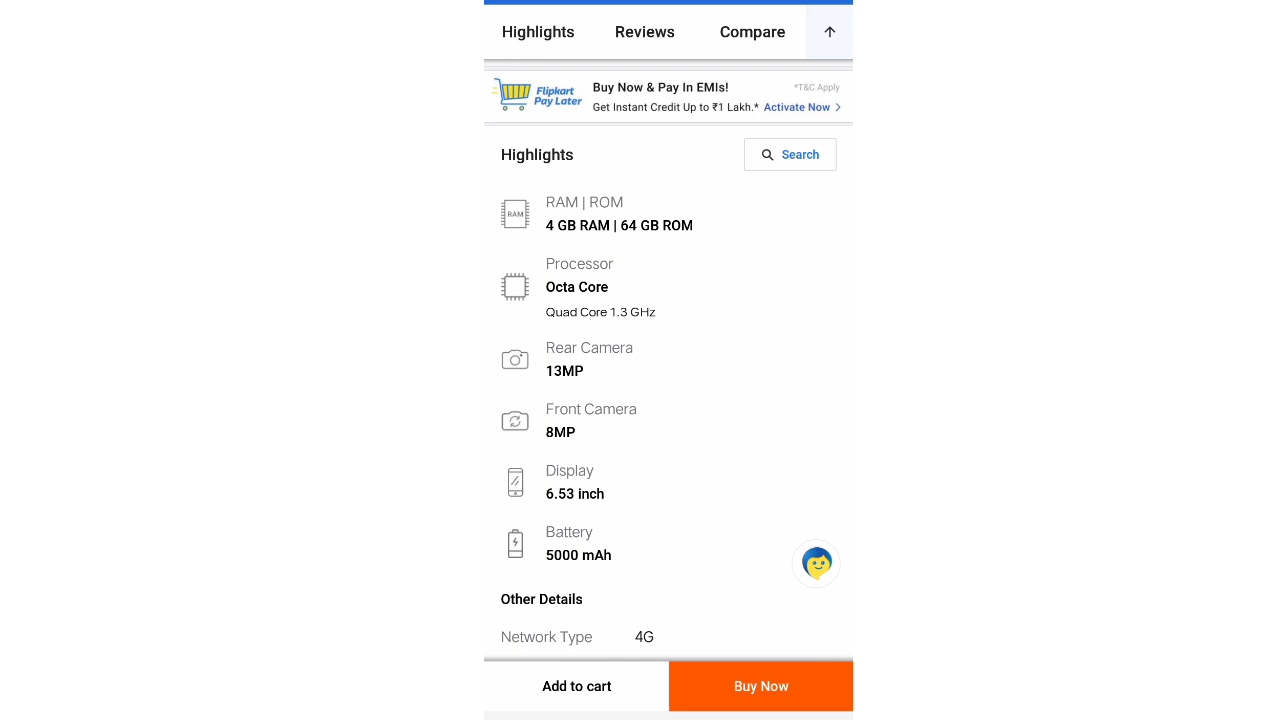 Highlights Reviews Compare
Flipkart Pay Later
Buy Now & Pay In EMIs! *T&C Apply
Get Instant Credit Up to ₹1 Lakh.* Activate Now
Highlights Search
RAM | ROM
RAM
4 GB RAM | 64 GB ROM
Processor
Octa Core
Quad Core 1.3 GHz
Rear Camera
13MP
Front Camera
8MP
Display
6.53 inch
Battery
5000 mAh
Other Details
Network Type 4G
Add to cart Buy Now